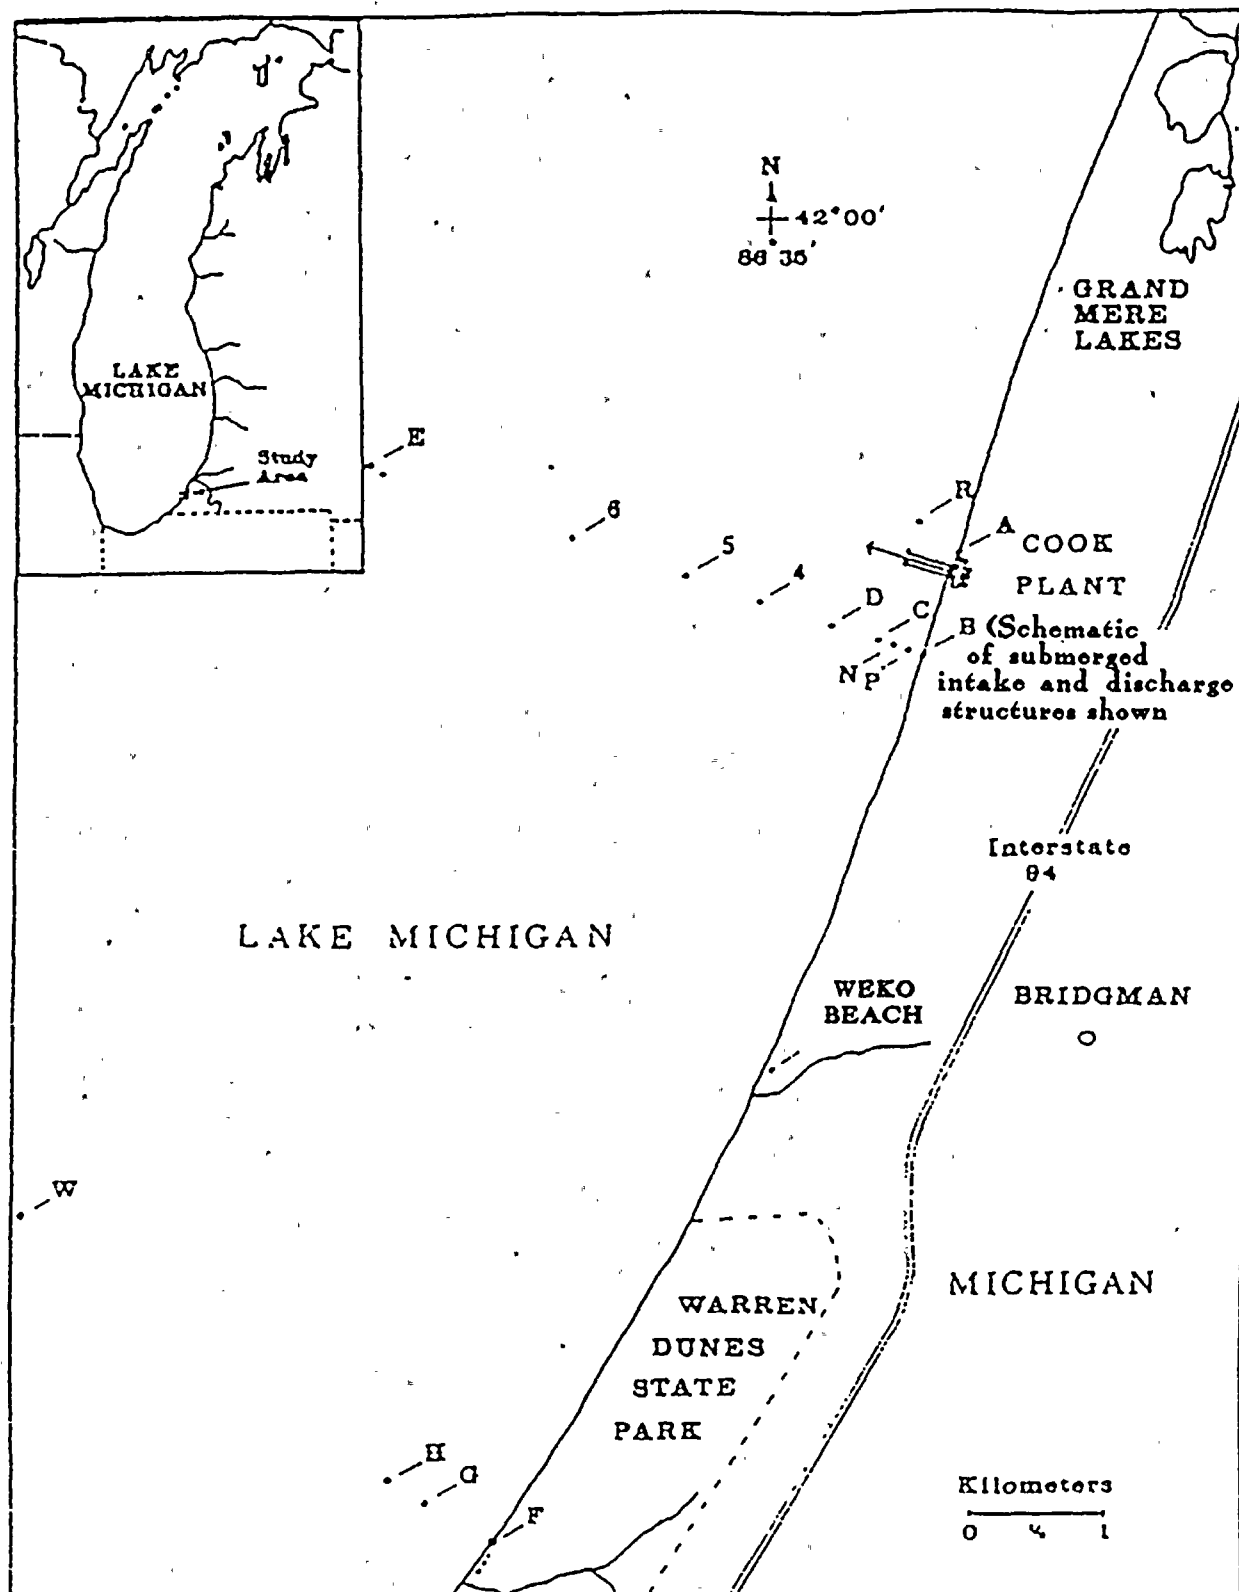 N
42°00'
86°35'
GRAND
MERE
LAKES
LAKE
MICHIGAN
Study
Area
E
6
5
4
D
C
R
A
COOK
PLANT
B (Schematic
of submerged
intake and discharge
structures shown
N
P
Interstate
94
LAKE MICHIGAN
WEKO
BEACH
BRIDGMAN
W
MICHIGAN
WARREN
DUNES
STATE
PARK
H
G
F
Kilometers
0 ½ 1